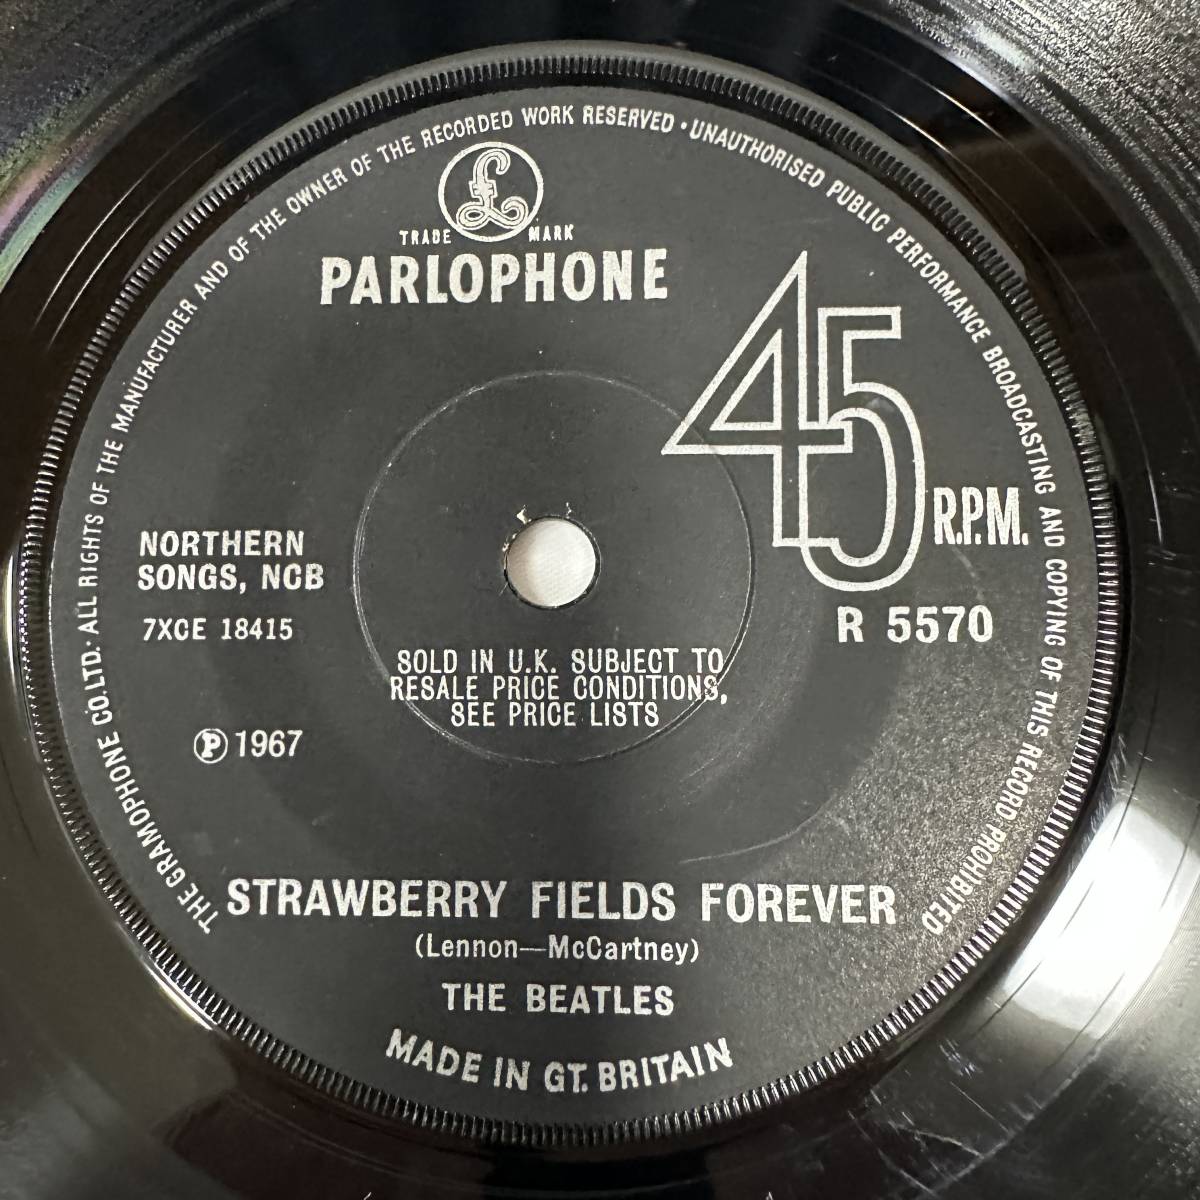 THE GRAMOPHONE CO.LTD. · ALL RIGHTS OF THE MANUFACTURER AND OF THE OWNER OF THE RECORDED WORK RESERVED · UNAUTHORISED PUBLIC PERFORMANCE BROADCASTING AND COPYING OF THIS RECORD PROHIBITED
£
TRADE MARK
PARLOPHONE
45
R.P.M.
R 5570
NORTHERN
SONGS, NCB
7XCE 18415
Ⓟ 1967
SOLD IN U.K. SUBJECT TO
RESALE PRICE CONDITIONS,
SEE PRICE LISTS
STRAWBERRY FIELDS FOREVER
(Lennon—McCartney)
THE BEATLES
MADE IN GT. BRITAIN